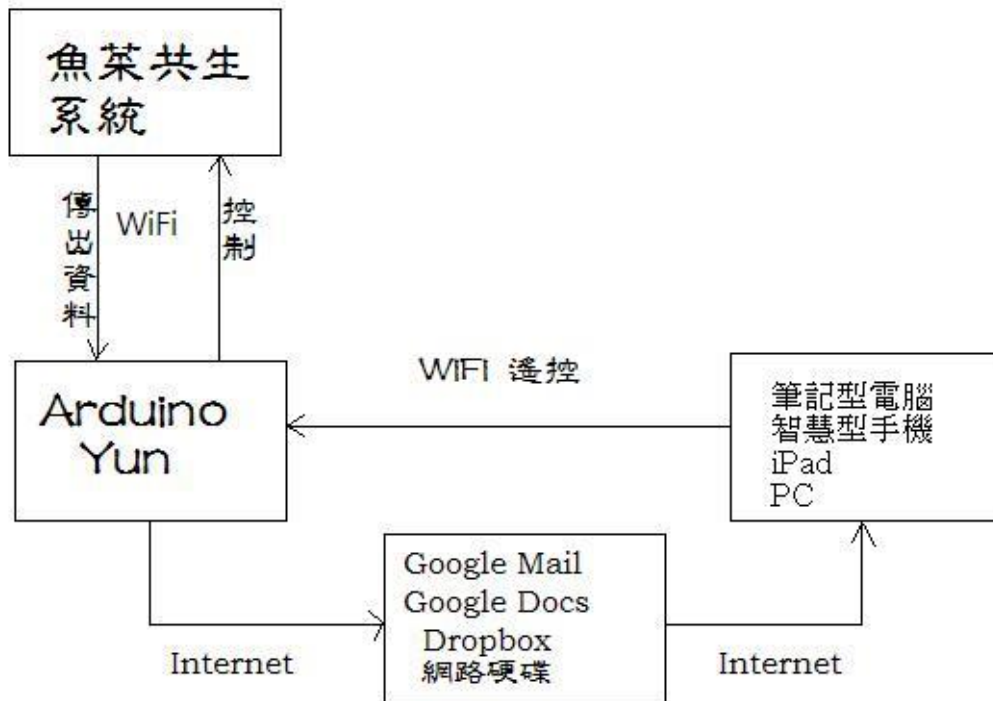 魚菜共生
系統
傳出資料
WiFi
控制
WiFi 遙控
Arduino
Yun
筆記型電腦
智慧型手機
iPad
PC
Google Mail
Google Docs
Dropbox
網路硬碟
Internet
Internet